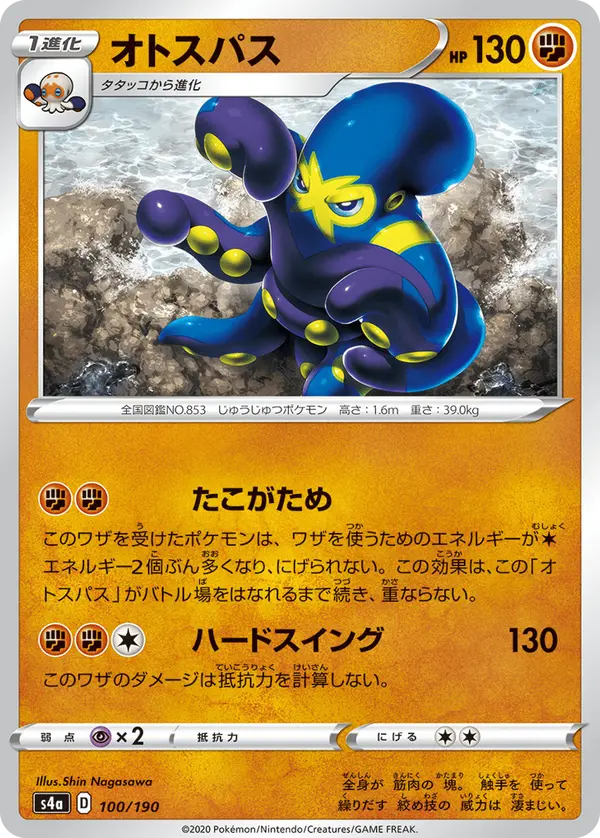 1進化
オトスパス
HP 130
タタッコから進化
全国図鑑NO.853 じゅうじゅつポケモン 高さ:1.6m 重さ:39.0kg
たこがため
このワザを受けたポケモンは、ワザを使うためのエネルギーが
エネルギー2個ぶん多くなり、にげられない。この効果は、この「オ
トスパス」がバトル場をはなれるまで続き、重ならない。
ハードスイング 130
このワザのダメージは抵抗力を計算しない。
弱点 ×2 抵抗力 にげる
Illus.Shin Nagasawa
s4a D 100/190
全身が 筋肉の 塊。触手を 使って
繰りだす 絞め技の 威力は 凄まじい。
©2020 Pokémon/Nintendo/Creatures/GAME FREAK.